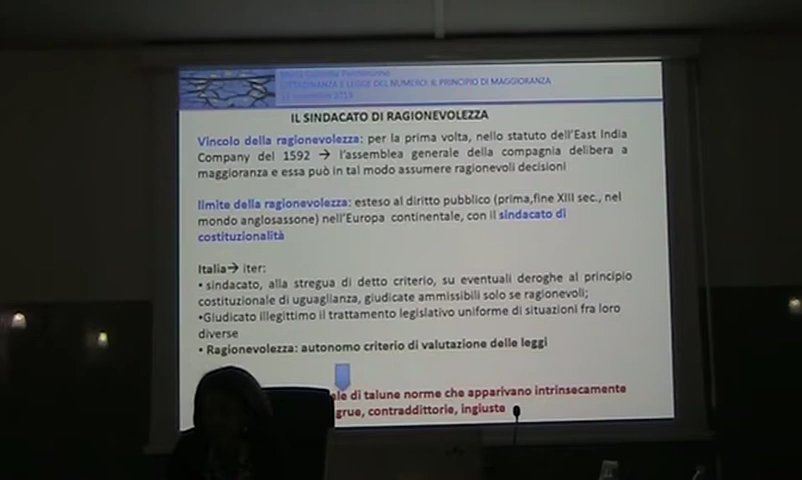 CITTADINANZA E LEGGE DEL NUMERO: IL PRINCIPIO DI MAGGIORANZA
IL SINDACATO DI RAGIONEVOLEZZA
Vincolo della ragionevolezza: per la prima volta, nello statuto dell'East India
Company del 1592 → l'assemblea generale della compagnia delibera a
maggioranza e essa può in tal modo assumere ragionevoli decisioni
limite della ragionevolezza: esteso al diritto pubblico (prima,fine XIII sec., nel
mondo anglosassone) nell'Europa continentale, con il sindacato di
costituzionalità
Italia→ iter:
• sindacato, alla stregua di detto criterio, su eventuali deroghe al principio
costituzionale di uguaglianza, giudicate ammissibili solo se ragionevoli;
•Giudicato illegittimo il trattamento legislativo uniforme di situazioni fra loro
diverse
• Ragionevolezza: autonomo criterio di valutazione delle leggi
di talune norme che apparivano intrinsecamente
contraddittorie, ingiuste